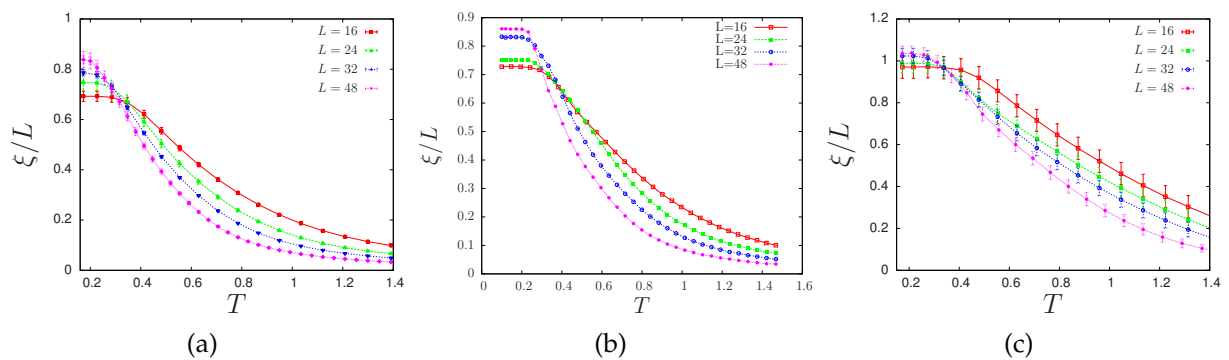 ξ/L
1
0.8
0.6
0.4
0.2
0
0.2 0.4 0.6 0.8 1 1.2 1.4
T
L = 16
L = 24
L = 32
L = 48
(a)
ξ/L
0.9
0.8
0.7
0.6
0.5
0.4
0.3
0.2
0.1
0
0 0.2 0.4 0.6 0.8 1 1.2 1.4 1.6
T
L=16
L=24
L=32
L=48
(b)
ξ/L
1.2
1
0.8
0.6
0.4
0.2
0
0.2 0.4 0.6 0.8 1 1.2 1.4
T
L = 16
L = 24
L = 32
L = 48
(c)